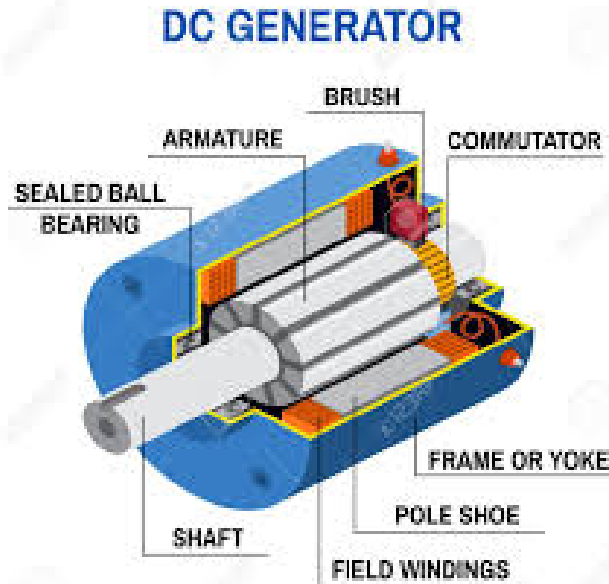 DC GENERATOR
BRUSH
ARMATURE
COMMUTATOR
SEALED BALL
BEARING
FRAME OR YOKE
POLE SHOE
SHAFT
FIELD WINDINGS